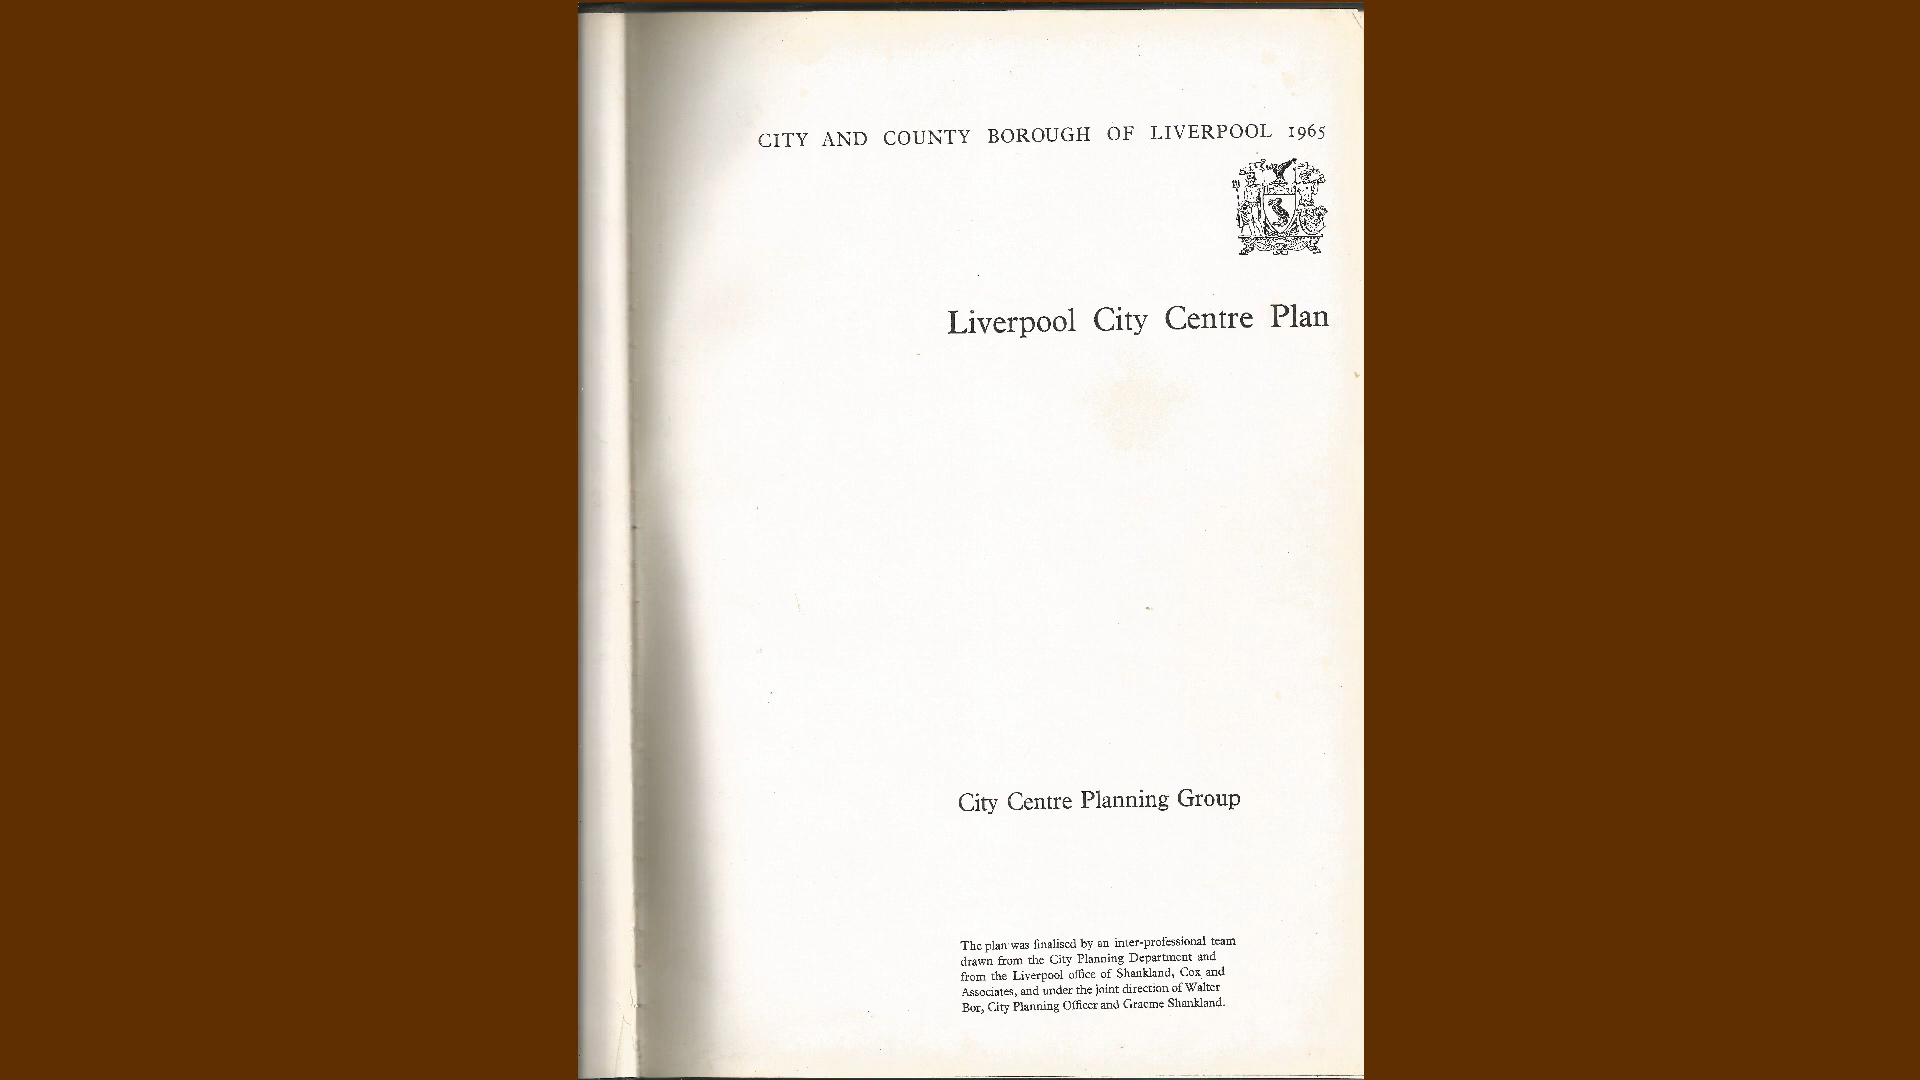 CITY AND COUNTY BOROUGH OF LIVERPOOL 1965
Liverpool City Centre Plan
City Centre Planning Group
The plan was finalised by an inter-professional team
drawn from the City Planning Department and
from the Liverpool office of Shankland, Cox and
Associates, and under the joint direction of Walter
Bor, City Planning Officer and Graeme Shankland.